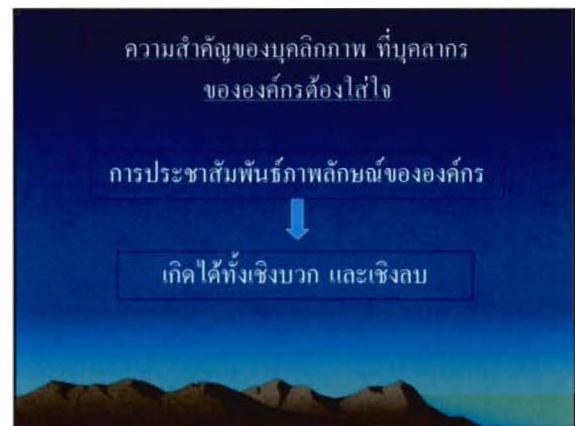 ความสำคัญของบุคลิกภาพ ที่บุคลากร
ขององค์กรต้องใส่ใจ
การประชาสัมพันธ์ภาพลักษณ์ขององค์กร
เกิดได้ทั้งเชิงบวก และเชิงลบ